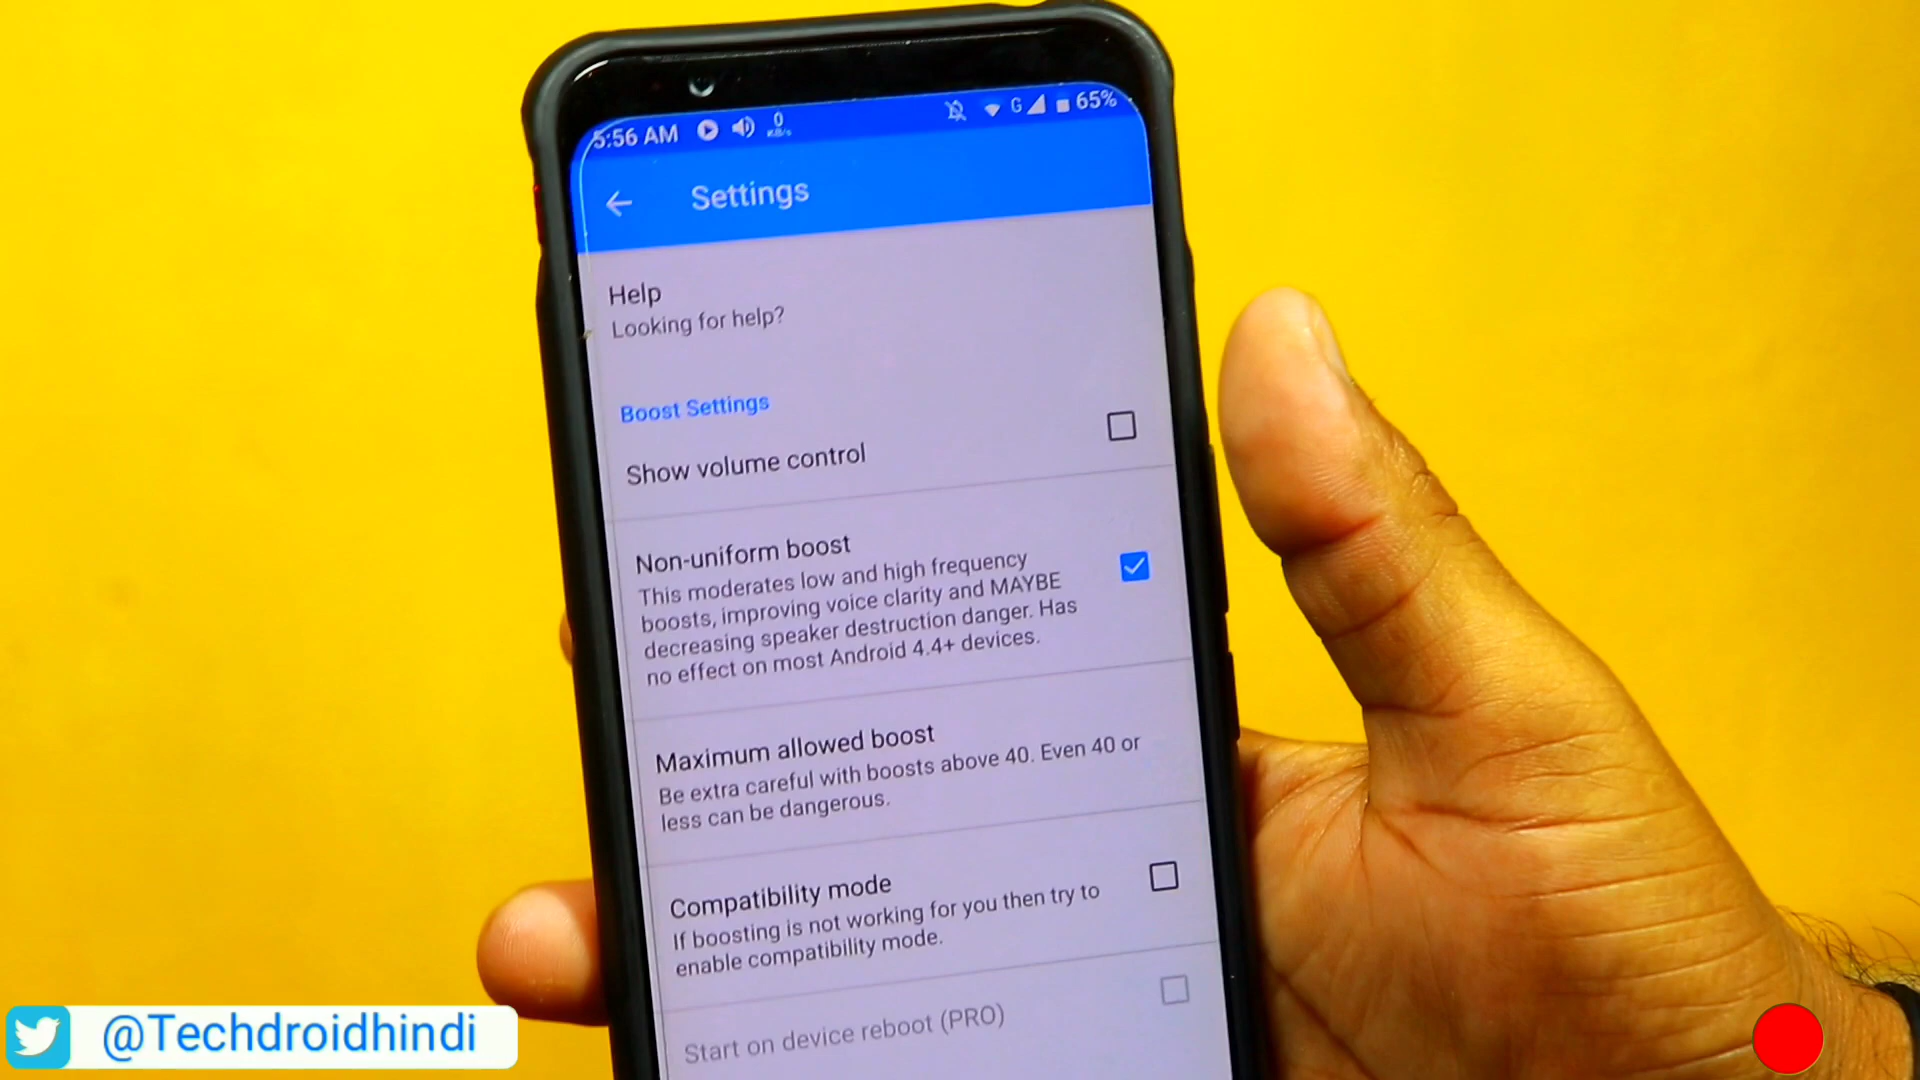 5:56 AM 0 KB/s G 65%
Settings
Help
Looking for help?
Boost Settings
Show volume control
Non-uniform boost
This moderates low and high frequency
boosts, improving voice clarity and MAYBE
decreasing speaker destruction danger. Has
no effect on most Android 4.4+ devices.
Maximum allowed boost
Be extra careful with boosts above 40. Even 40 or
less can be dangerous.
Compatibility mode
If boosting is not working for you then try to
enable compatibility mode.
Start on device reboot (PRO)
@Techdroidhindi